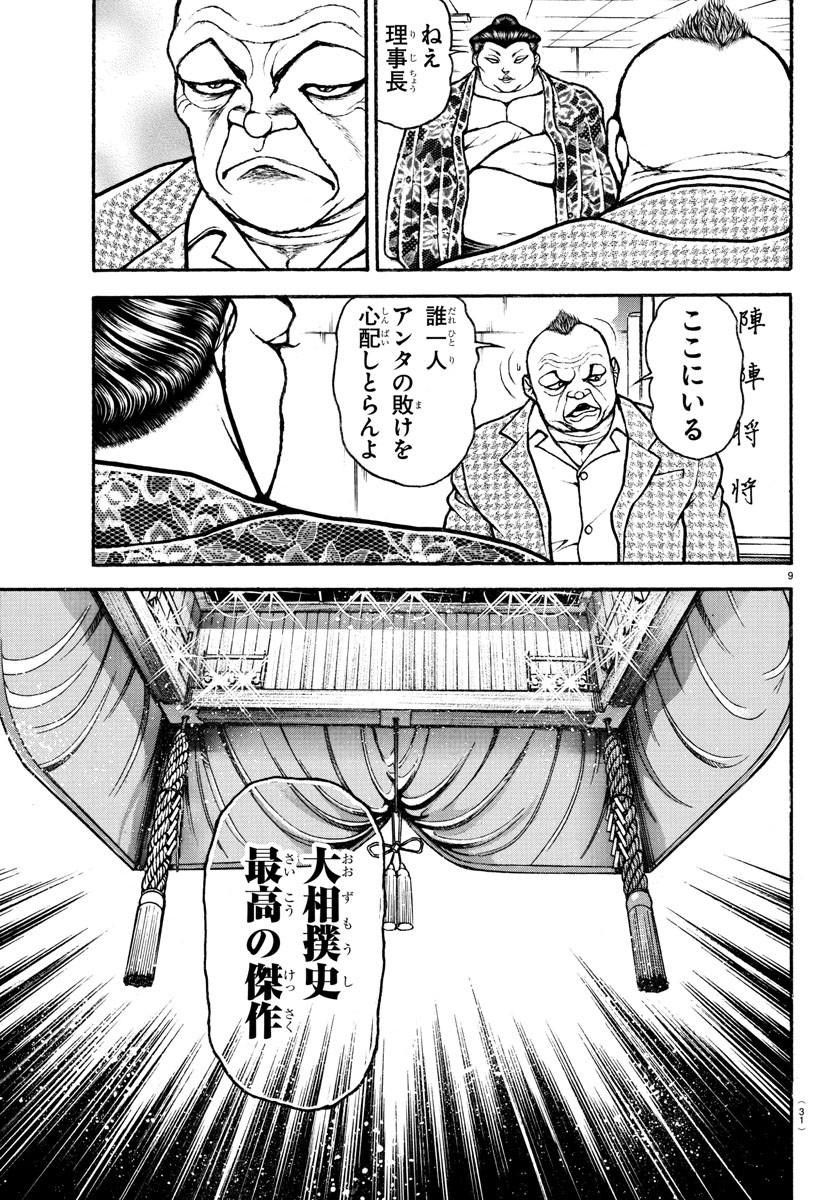 ねえ
理事長
ここにいる
誰一人
アンタの敗けを
心配しとらんよ
陣陣将将
9
大相撲史
最高の傑作
(31)